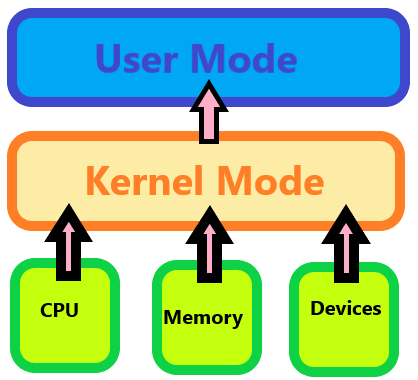 User Mode
Kernel Mode
CPU
Memory
Devices